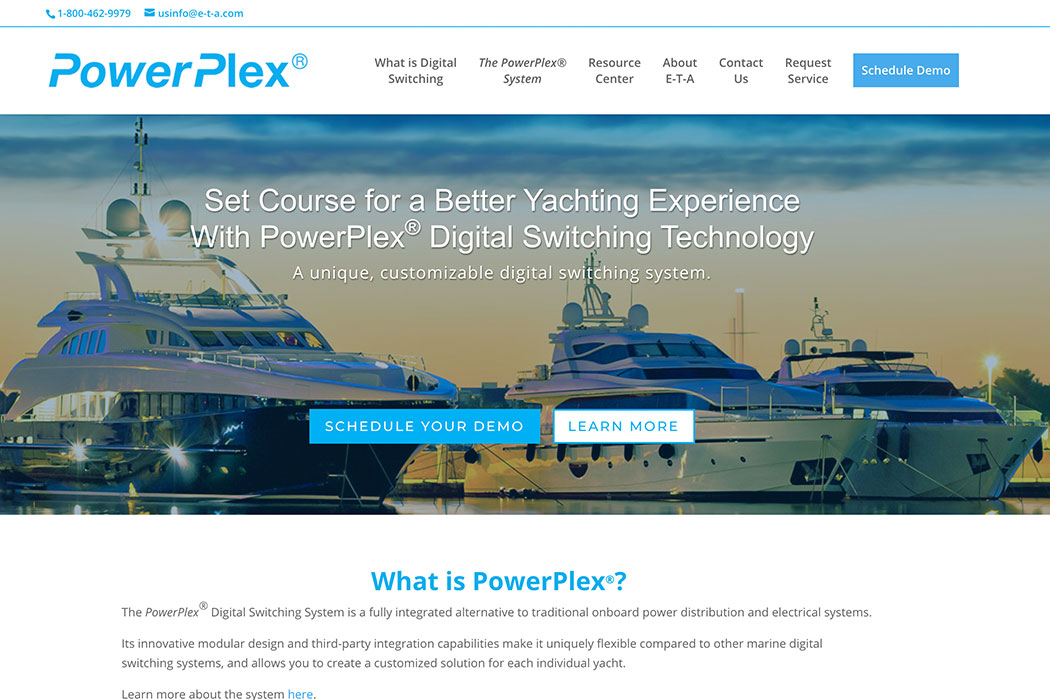 1-800-462-9979 usinfo@e-t-a.com
PowerPlex®
What is Digital Switching
The PowerPlex® System
Resource Center
About E-T-A
Contact Us
Request Service
Schedule Demo
Set Course for a Better Yachting Experience
With PowerPlex® Digital Switching Technology
A unique, customizable digital switching system.
SCHEDULE YOUR DEMO
LEARN MORE
What is PowerPlex®?
The PowerPlex® Digital Switching System is a fully integrated alternative to traditional onboard power distribution and electrical systems.
Its innovative modular design and third-party integration capabilities make it uniquely flexible compared to other marine digital
switching systems, and allows you to create a customized solution for each individual yacht.
Learn more about the system here.